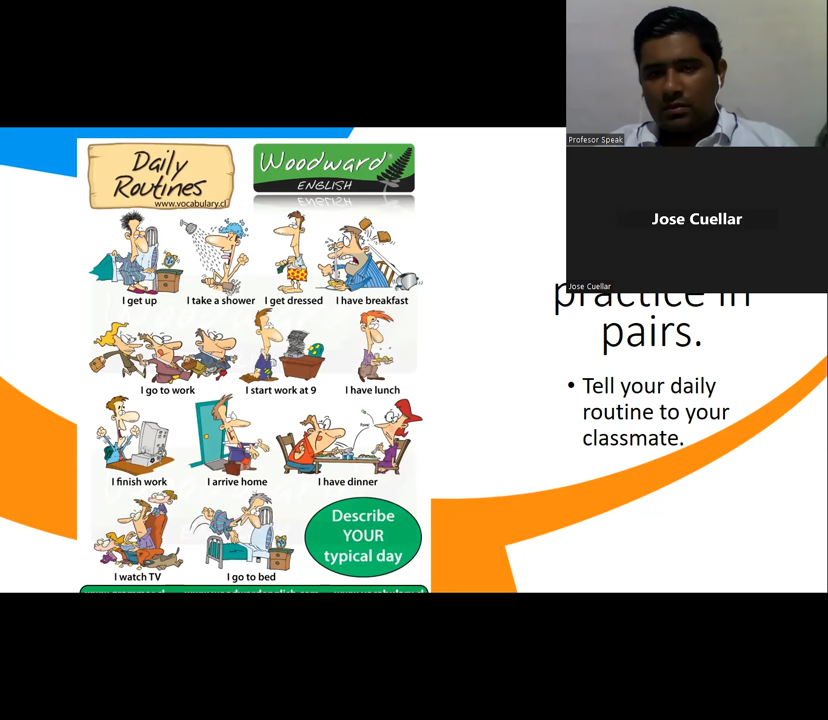 Daily
Routines
www.vocabulary.cl
Woodward®
ENGLISH
I get up
I take a shower
I get dressed
I have breakfast
I go to work
I start work at 9
I have lunch
I finish work
I arrive home
I have dinner
I watch TV
I go to bed
Describe
YOUR
typical day
Profesor Speak
Jose Cuellar
Jose Cuellar
practice in
pairs.
• Tell your daily
routine to your
classmate.